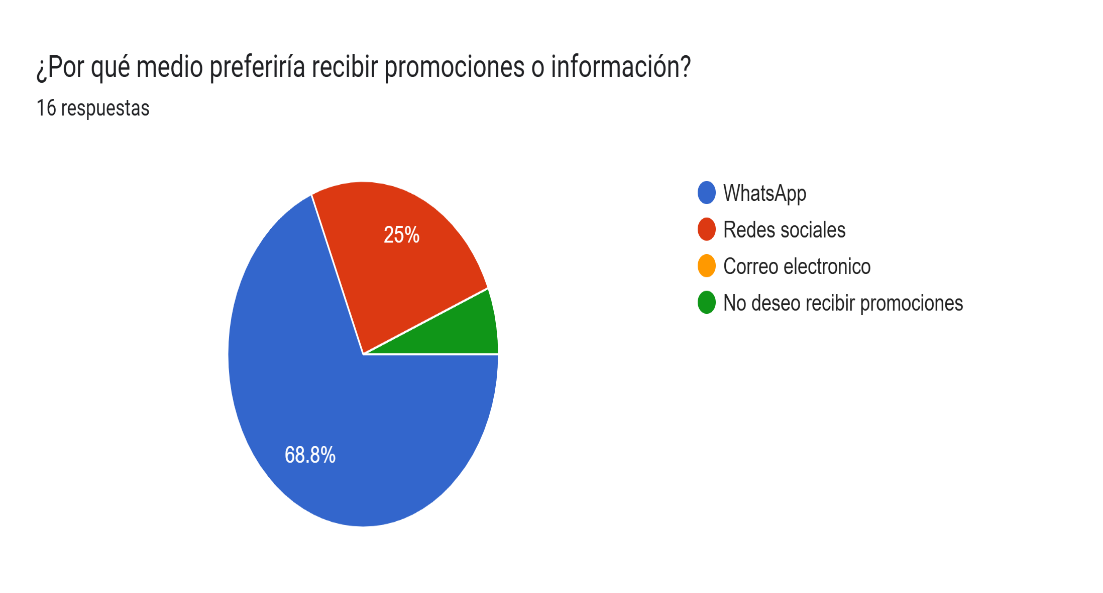 ¿Por qué medio preferiría recibir promociones o información?
16 respuestas
25%
68.8%
WhatsApp
Redes sociales
Correo electronico
No deseo recibir promociones